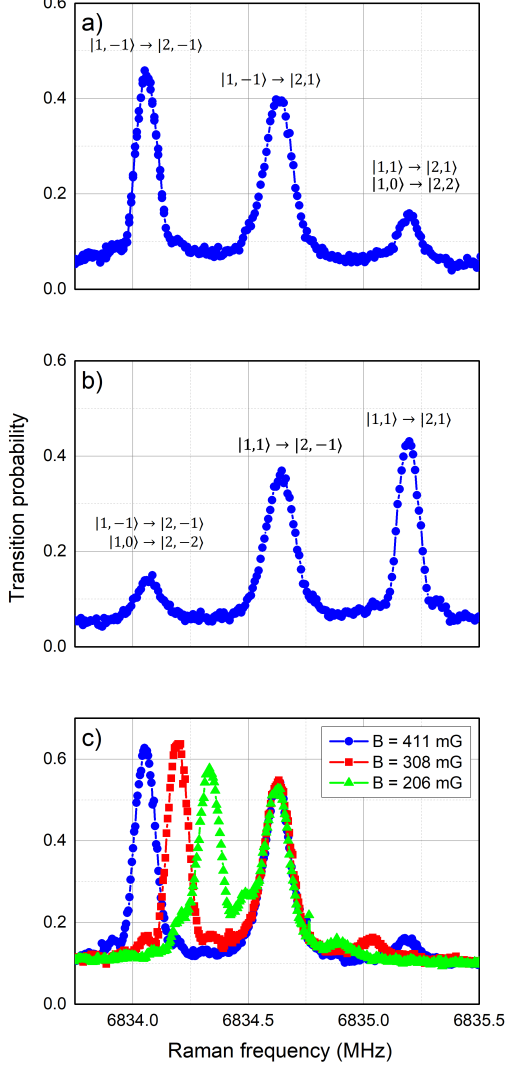 a)
|1, −1⟩ → |2, −1⟩
|1, −1⟩ → |2,1⟩
|1,1⟩ → |2,1⟩
|1,0⟩ → |2,2⟩
0.6
0.4
0.2
0.0
b)
|1,1⟩ → |2,1⟩
|1,1⟩ → |2, −1⟩
|1, −1⟩ → |2, −1⟩
|1,0⟩ → |2, −2⟩
0.6
0.4
0.2
0.0
Transition probability
c)
B = 411 mG
B = 308 mG
B = 206 mG
0.6
0.4
0.2
0.0
6834.0 6834.5 6835.0 6835.5
Raman frequency (MHz)